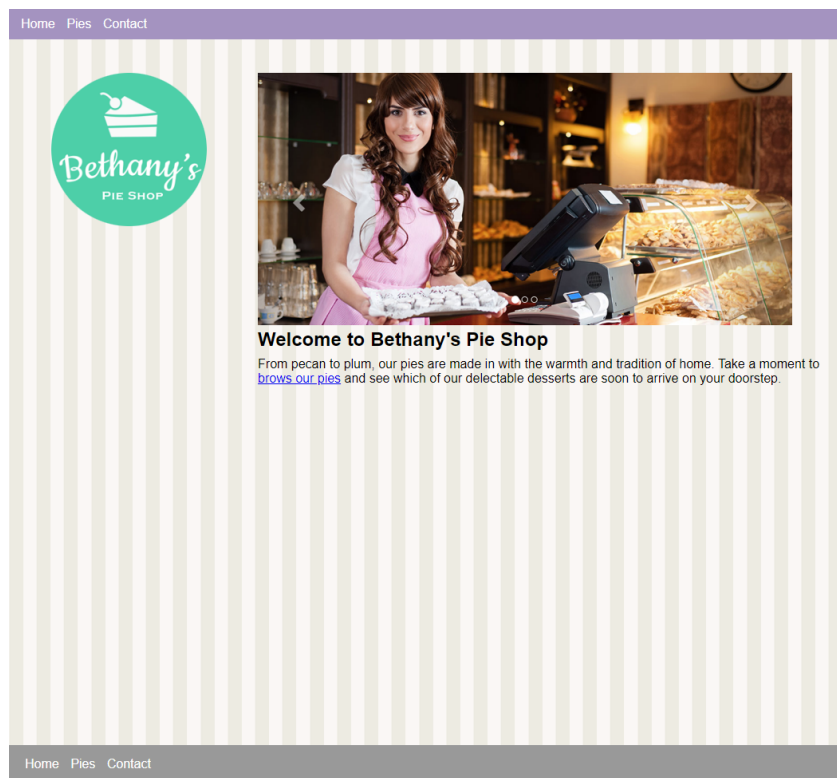 Home Pies Contact
Bethany's
PIE SHOP
Welcome to Bethany's Pie Shop
From pecan to plum, our pies are made in with the warmth and tradition of home. Take a moment to
brows our pies and see which of our delectable desserts are soon to arrive on your doorstep.
Home Pies Contact